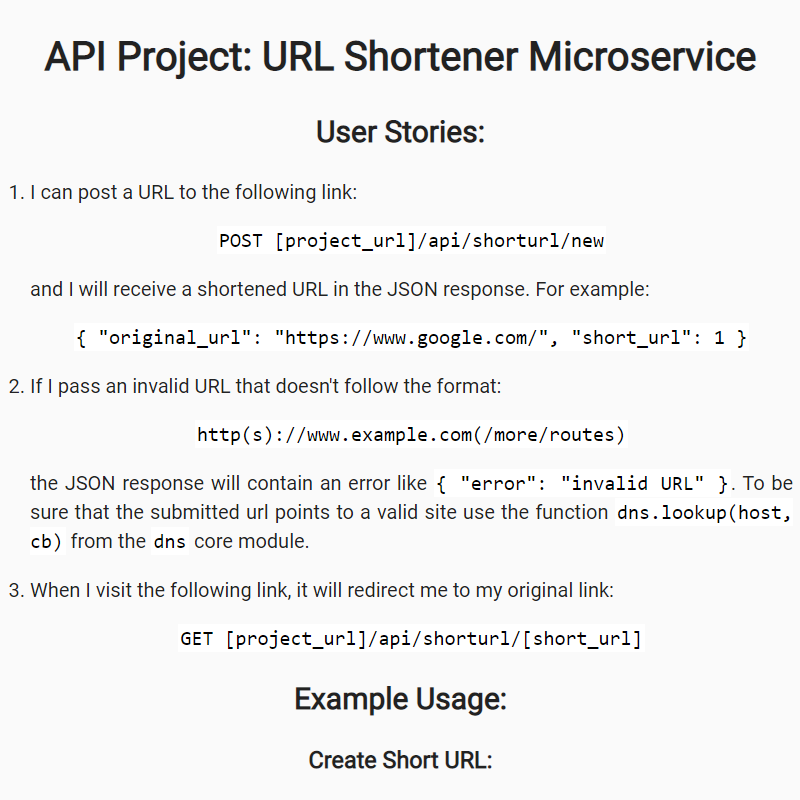 API Project: URL Shortener Microservice
User Stories:
1. I can post a URL to the following link:
POST [project_url]/api/shorturl/new
and I will receive a shortened URL in the JSON response. For example:
{ "original_url": "https://www.google.com/", "short_url": 1 }
2. If I pass an invalid URL that doesn't follow the format:
http(s)://www.example.com(/more/routes)
the JSON response will contain an error like { "error": "invalid URL" }. To be
sure that the submitted url points to a valid site use the function dns.lookup(host,
cb) from the dns core module.
3. When I visit the following link, it will redirect me to my original link:
GET [project_url]/api/shorturl/[short_url]
Example Usage:
Create Short URL: